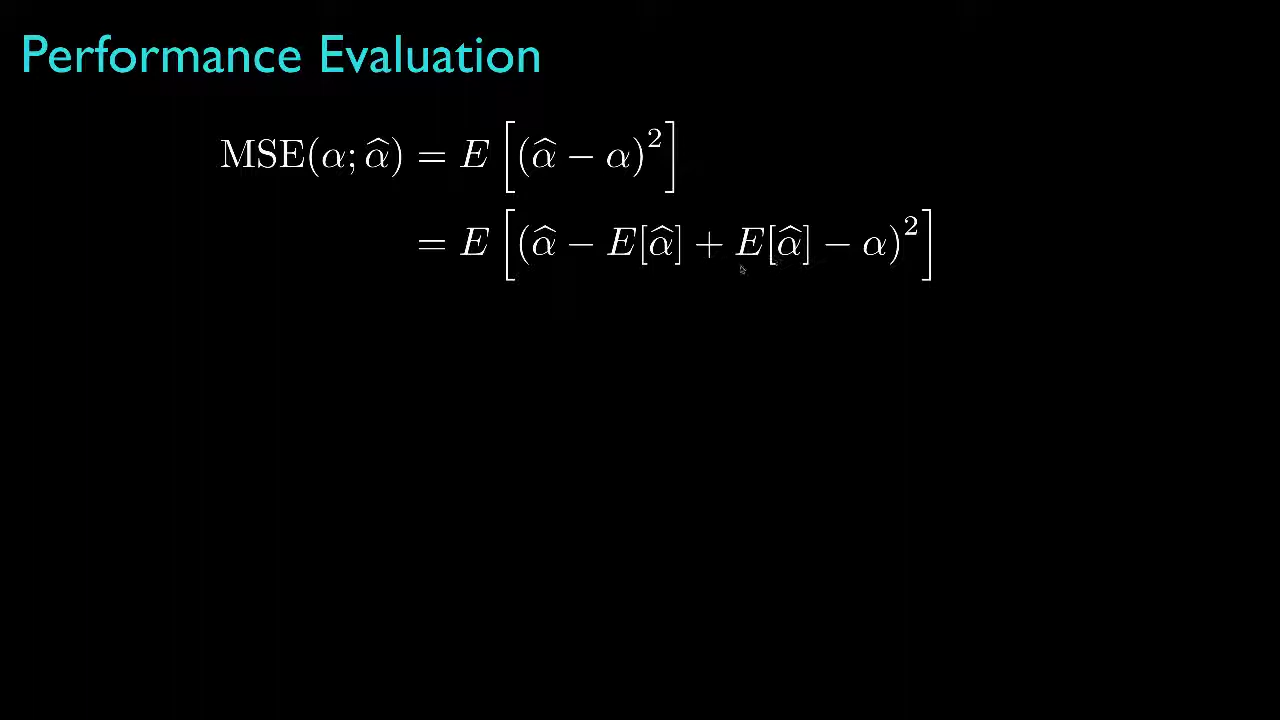 Performance Evaluation
MSE(α; α̂) = E[(α̂ − α)²]
= E[(α̂ − E[α̂] + E[α̂] − α)²]